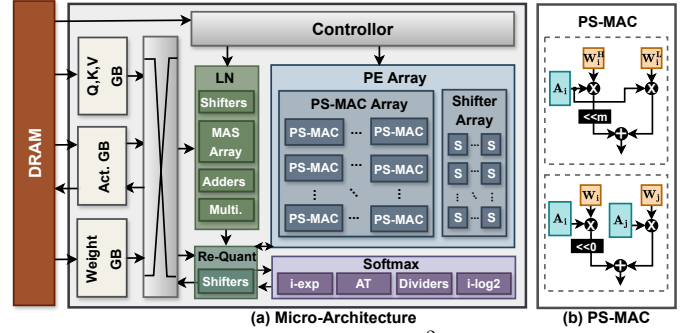 DRAM
Controllor
Q,K,V
GB
Act. GB
Weight
GB
LN
Shifters
MAS
Array
Adders
Multi.
Re-Quant
Shifters
PE Array
PS-MAC Array
PS-MAC ... PS-MAC
PS-MAC ... PS-MAC
PS-MAC ... PS-MAC
Shifter
Array
S ... S
S ... S
S ... S
Softmax
i-exp AT Dividers i-log2
(a) Micro-Architecture
PS-MAC
W_i^H W_i^L
A_i
<<m
W_i W_j
A_i A_j
<<0
(b) PS-MAC